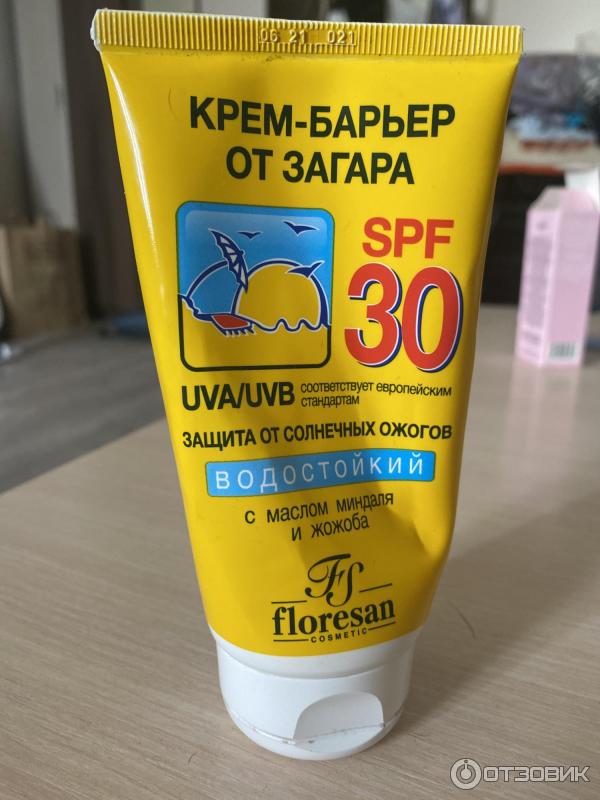 06 21 021
КРЕМ-БАРЬЕР
ОТ ЗАГАРА
SPF
30
UVA/UVB соответствует европейским
стандартам
ЗАЩИТА ОТ СОЛНЕЧНЫХ ОЖОГОВ
ВОДОСТОЙКИЙ
с маслом миндаля
и жожоба
FS
floresan
COSMETIC
ОТЗОВИК